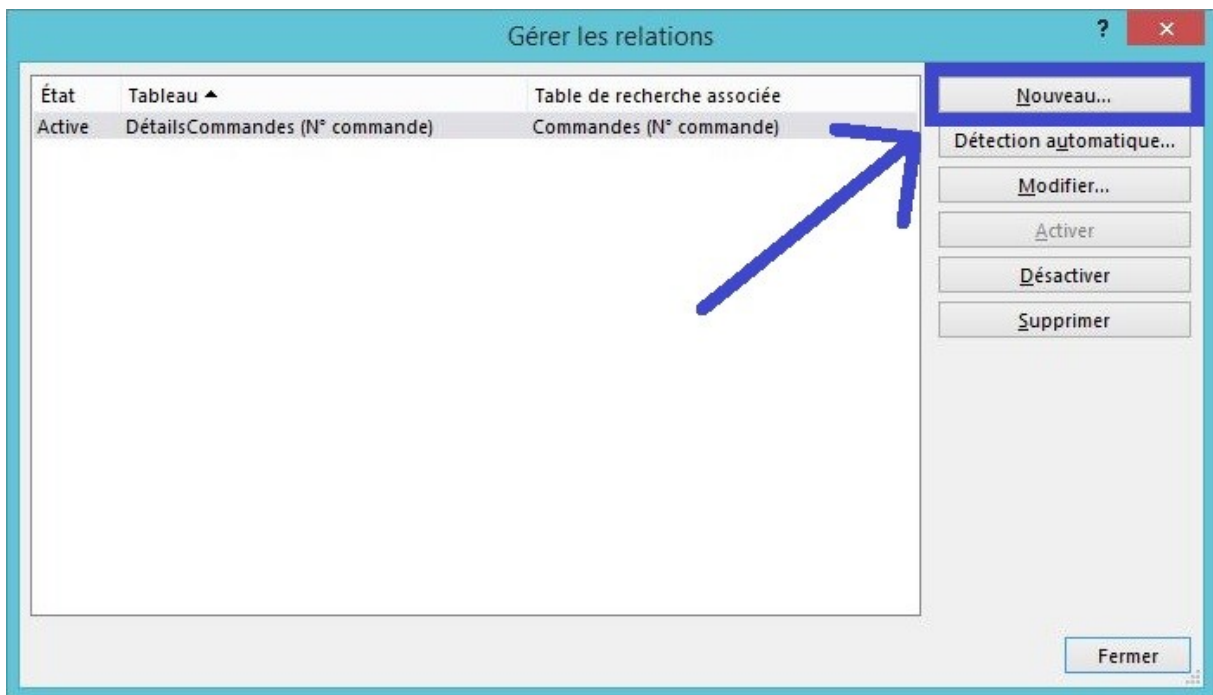 Gérer les relations
?
État Tableau Table de recherche associée
Active DétailsCommandes (N° commande) Commandes (N° commande)
Nouveau...
Détection automatique...
Modifier...
Activer
Désactiver
Supprimer
Fermer